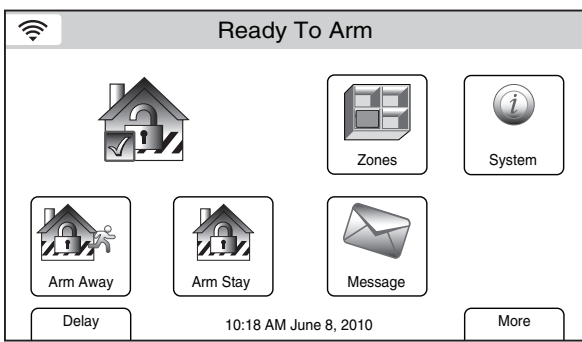 Ready To Arm
Zones
System
Arm Away
Arm Stay
Message
Delay
10:18 AM June 8, 2010
More